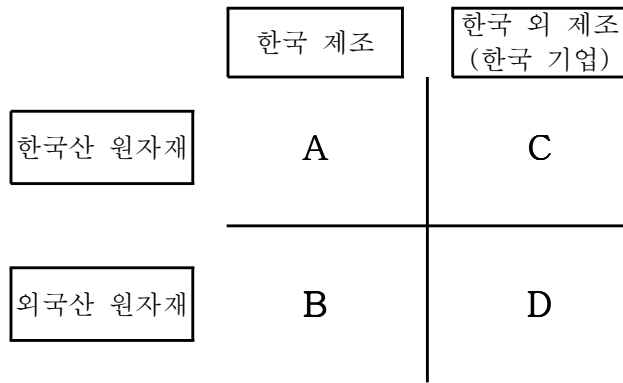 한국 제조
한국 외 제조
(한국 기업)
한국산 원자재
A
C
외국산 원자재
B
D